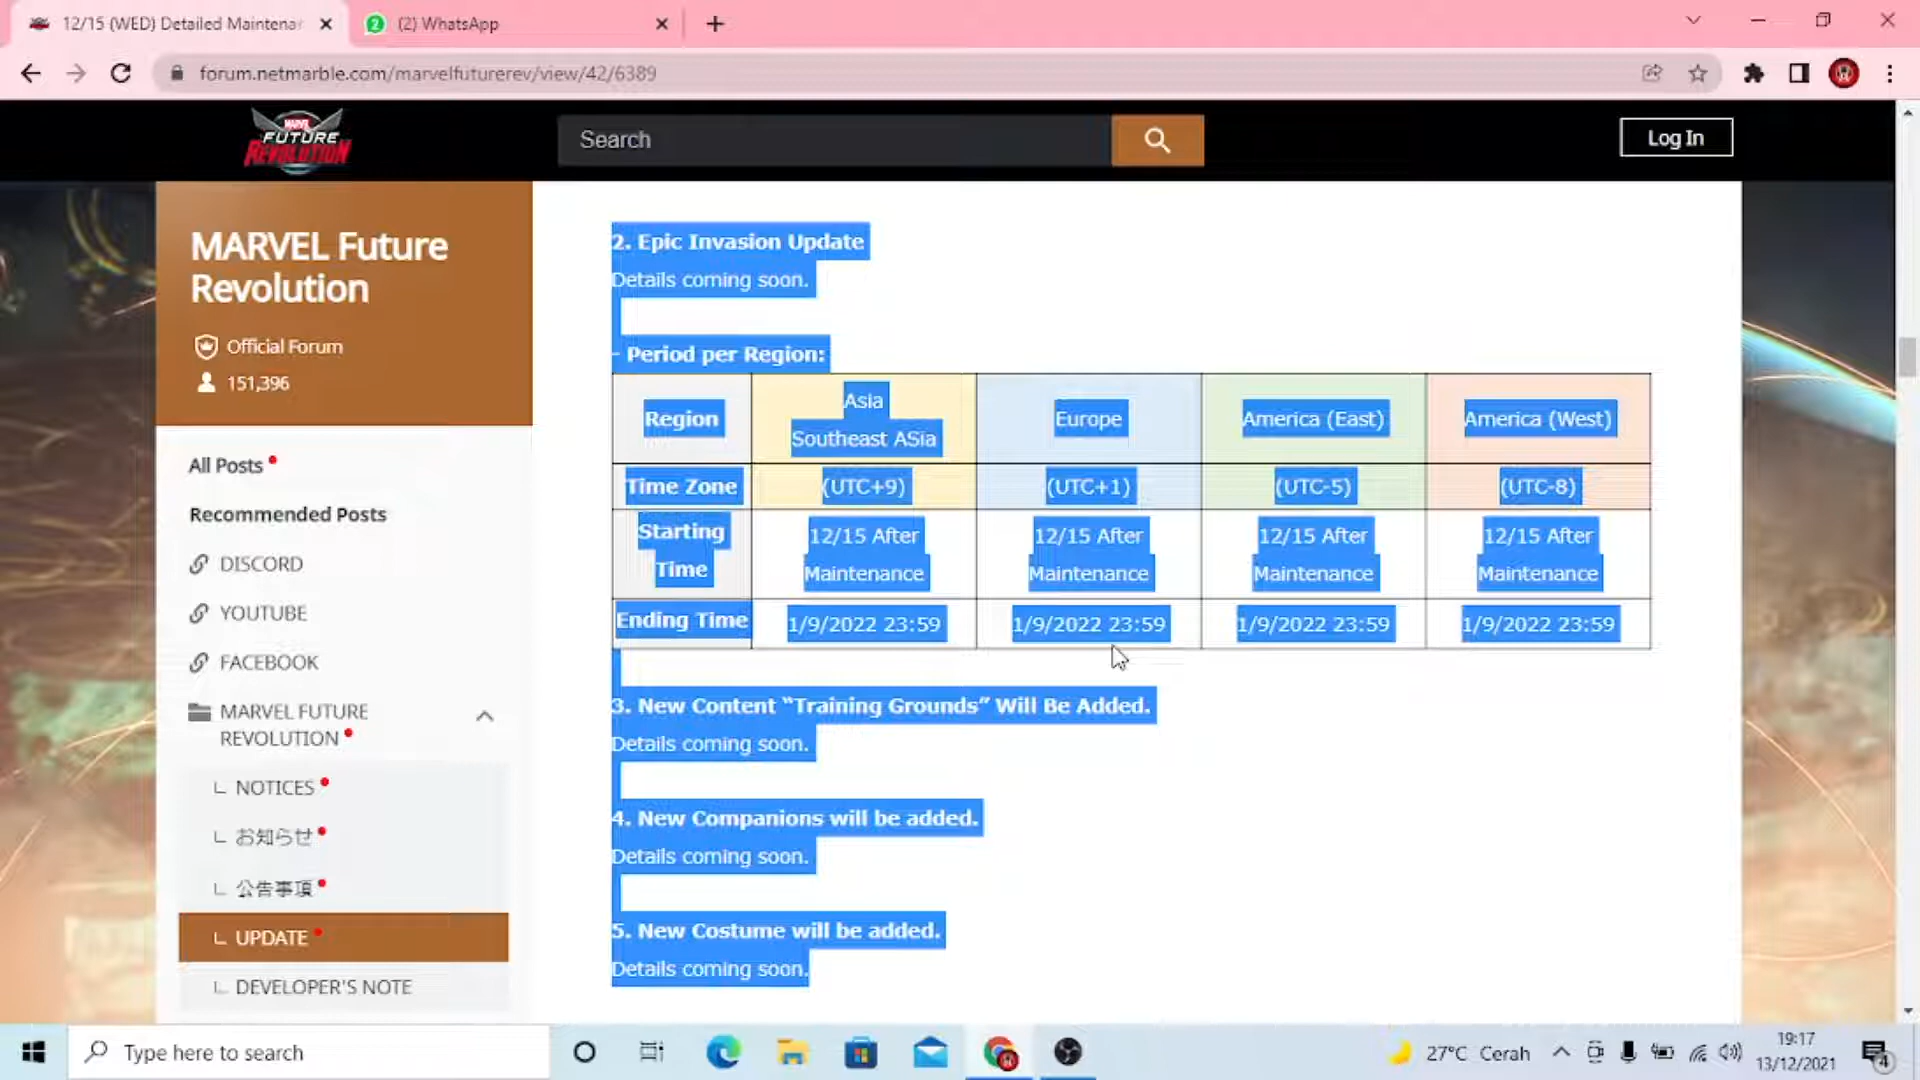 12/15 (WED) Detailed Maintenan
(2) WhatsApp
forum.netmarble.com/marvelfuturerev/view/42/6389
MARVEL
FUTURE
REVOLUTION
Search
Log In
MARVEL Future
Revolution
Official Forum
151,396
All Posts
Recommended Posts
DISCORD
YOUTUBE
FACEBOOK
MARVEL FUTURE
REVOLUTION
NOTICES
お知らせ
公告事項
UPDATE
DEVELOPER'S NOTE
2. Epic Invasion Update
Details coming soon.
- Period per Region:
Region
Asia
Southeast ASia
Europe
America (East)
America (West)
Time Zone
(UTC+9)
(UTC+1)
(UTC-5)
(UTC-8)
Starting
Time
12/15 After
Maintenance
12/15 After
Maintenance
12/15 After
Maintenance
12/15 After
Maintenance
Ending Time
1/9/2022 23:59
1/9/2022 23:59
1/9/2022 23:59
1/9/2022 23:59
3. New Content “Training Grounds” Will Be Added.
Details coming soon.
4. New Companions will be added.
Details coming soon.
5. New Costume will be added.
Details coming soon.
Type here to search
27°C Cerah
19:17
13/12/2021
4